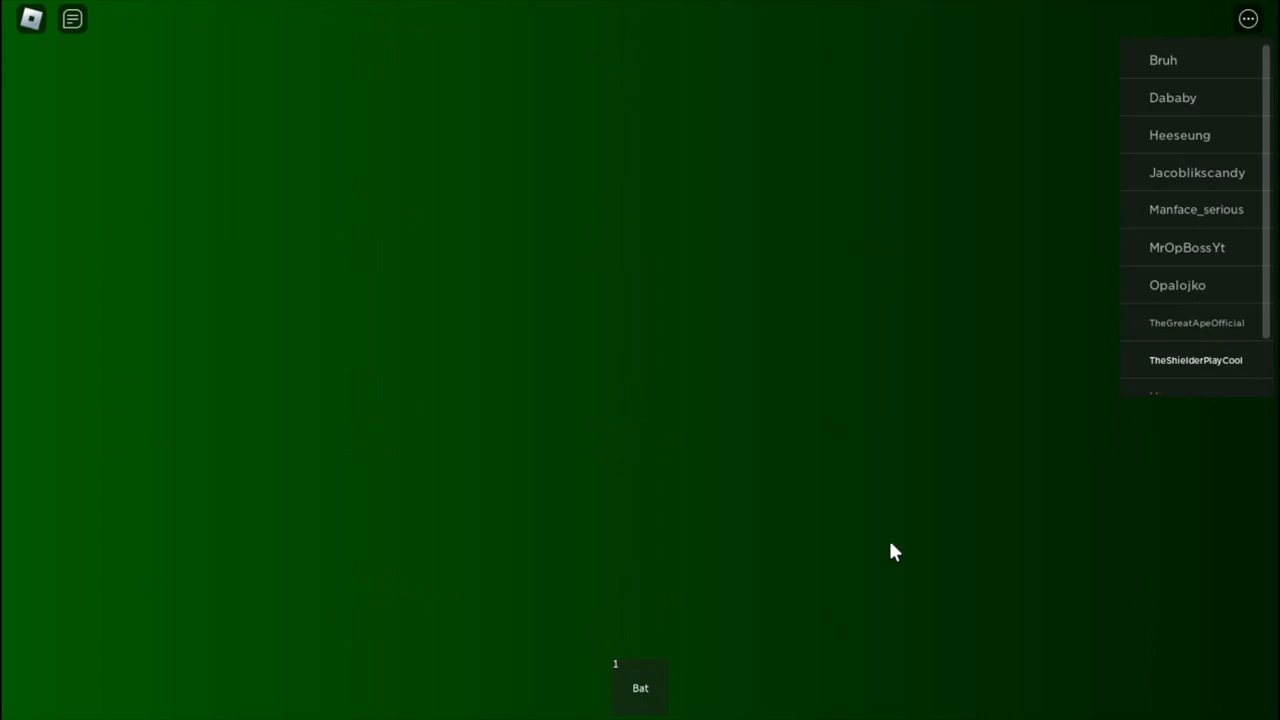 Bruh
Dababy
Heeseung
Jacoblikscandy
Manface_serious
MrOpBossYt
Opalojko
TheGreatApeOfficial
TheShielderPlayCool
1
Bat